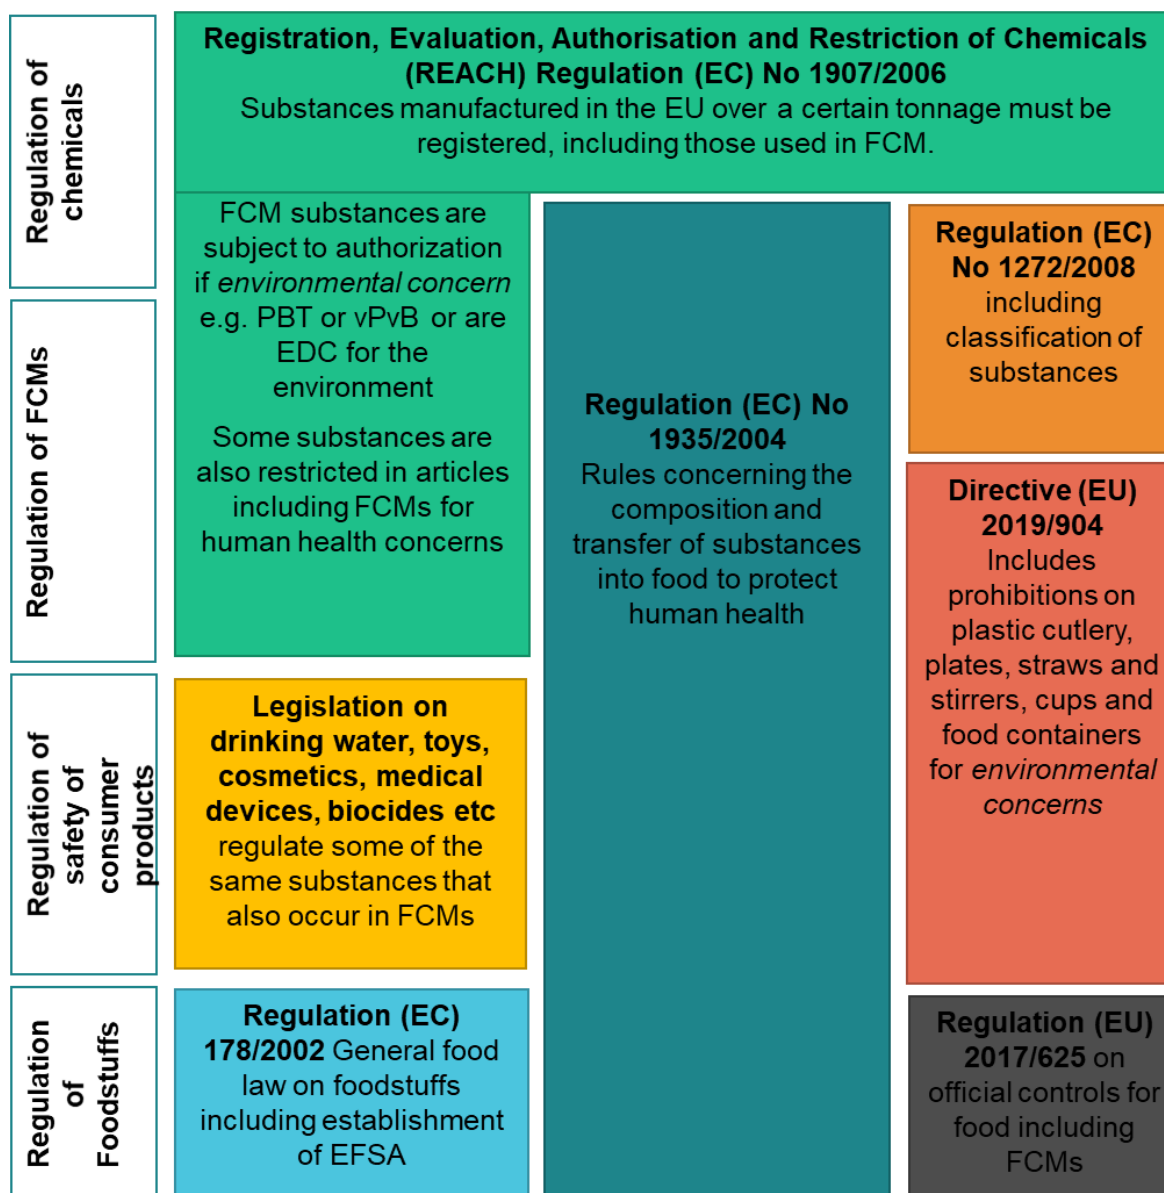 Regulation of
chemicals
Registration, Evaluation, Authorisation and Restriction of Chemicals
(REACH) Regulation (EC) No 1907/2006
Substances manufactured in the EU over a certain tonnage must be
registered, including those used in FCM.
FCM substances are
subject to authorization
if environmental concern
e.g. PBT or vPvB or are
EDC for the
environment
Some substances are
also restricted in articles
including FCMs for
human health concerns
Regulation (EC) No
1935/2004
Rules concerning the
composition and
transfer of substances
into food to protect
human health
Regulation (EC)
No 1272/2008
including
classification of
substances
Regulation of FCMs
Directive (EU)
2019/904
Includes
prohibitions on
plastic cutlery,
plates, straws and
stirrers, cups and
food containers
for environmental
concerns
Regulation of
safety of
consumer
products
Legislation on
drinking water, toys,
cosmetics, medical
devices, biocides etc
regulate some of the
same substances that
also occur in FCMs
Regulation
of
Foodstuffs
Regulation (EC)
178/2002 General food
law on foodstuffs
including establishment
of EFSA
Regulation (EU)
2017/625 on
official controls for
food including
FCMs